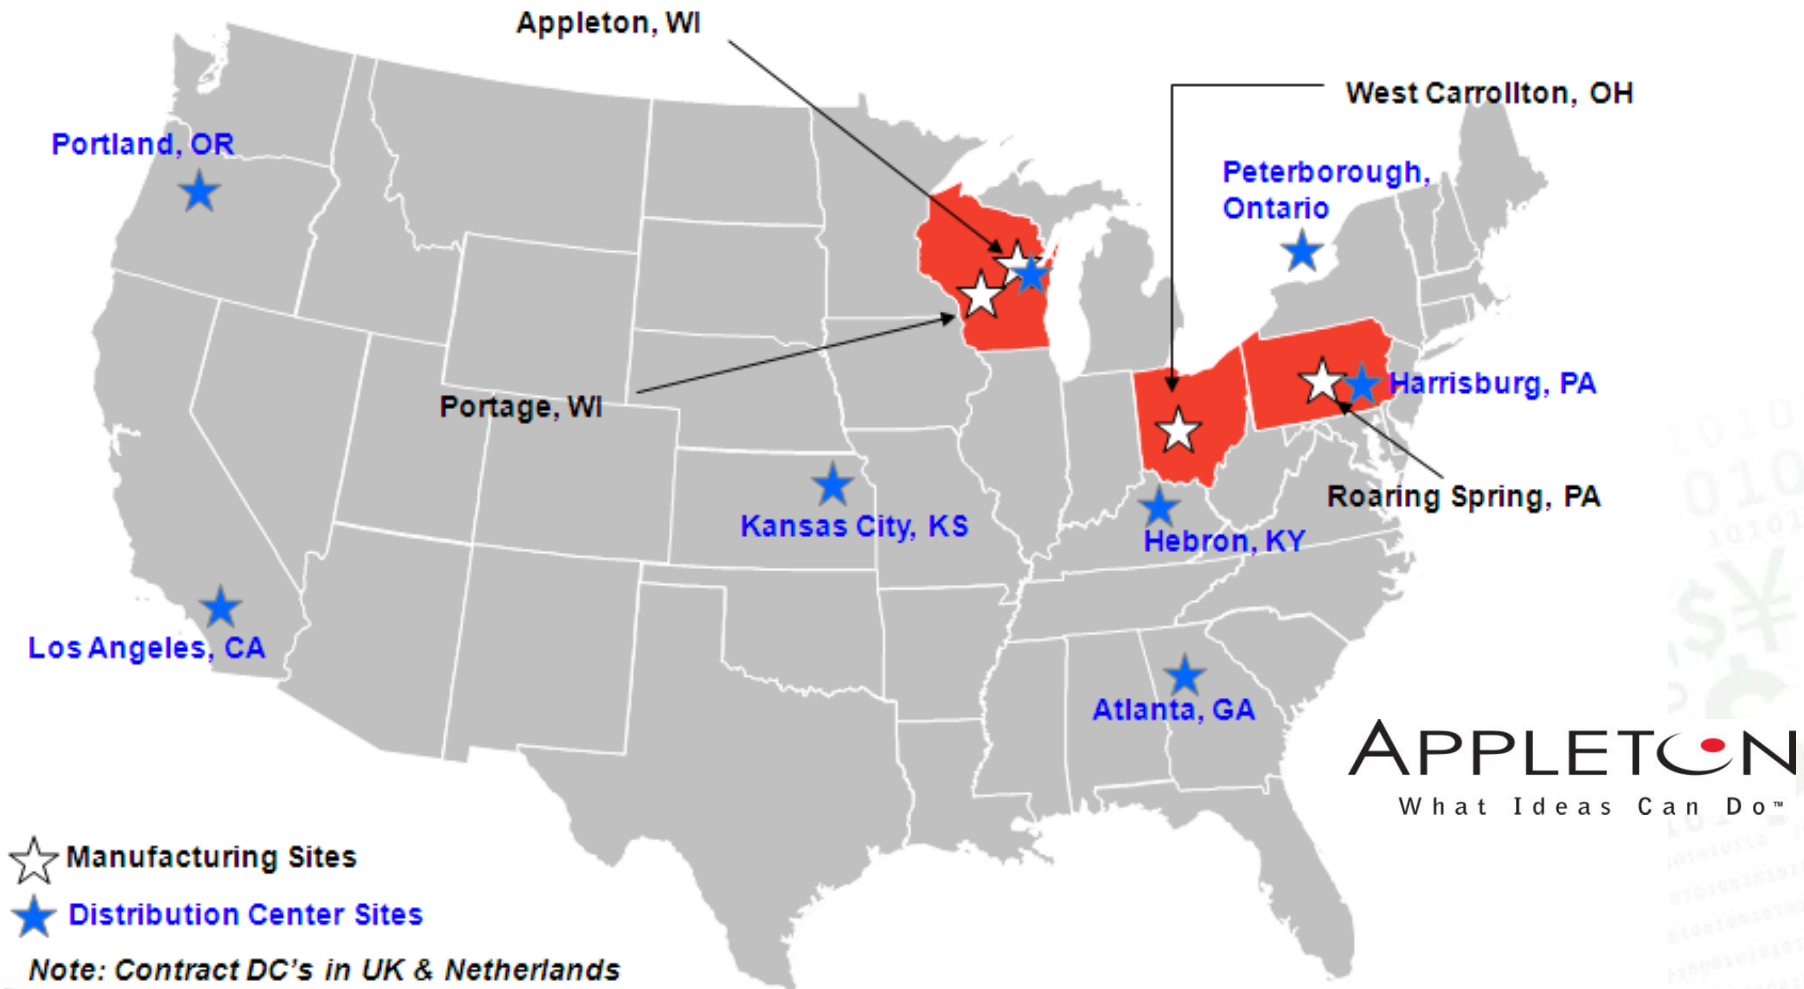 Appleton, WI
West Carrollton, OH
Portland, OR
Peterborough,
Ontario
Harrisburg, PA
Portage, WI
Roaring Spring, PA
Kansas City, KS
Hebron, KY
Los Angeles, CA
Atlanta, GA
APPLETON
What Ideas Can Do™
Manufacturing Sites
Distribution Center Sites
Note: Contract DC's in UK & Netherlands